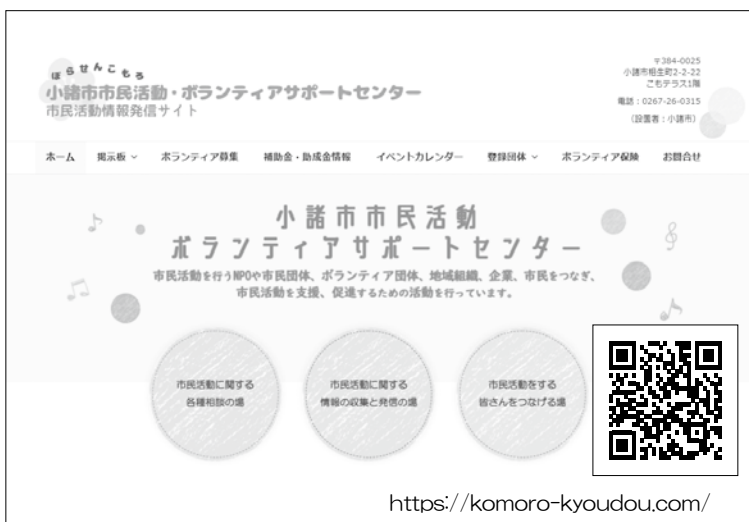 ぼらせんこもろ
小諸市市民活動・ボランティアサポートセンター
市民活動情報発信サイト
〒384-0025
小諸市相生町2-2-22
こもテラス1階
電話：0267-26-0315
（設置者：小諸市）
ホーム 掲示板 ボランティア募集 補助金・助成金情報 イベントカレンダー 登録団体 ボランティア保険 お問合せ
小諸市市民活動
ボランティアサポートセンター
市民活動を行うNPOや市民団体、ボランティア団体、地域組織、企業、市民をつなぎ、
市民活動を支援、促進するための活動を行っています。
市民活動に関する
各種相談の場
市民活動に関する
情報の収集と発信の場
市民活動をする
皆さんをつなげる場
https://komoro-kyoudou.com/